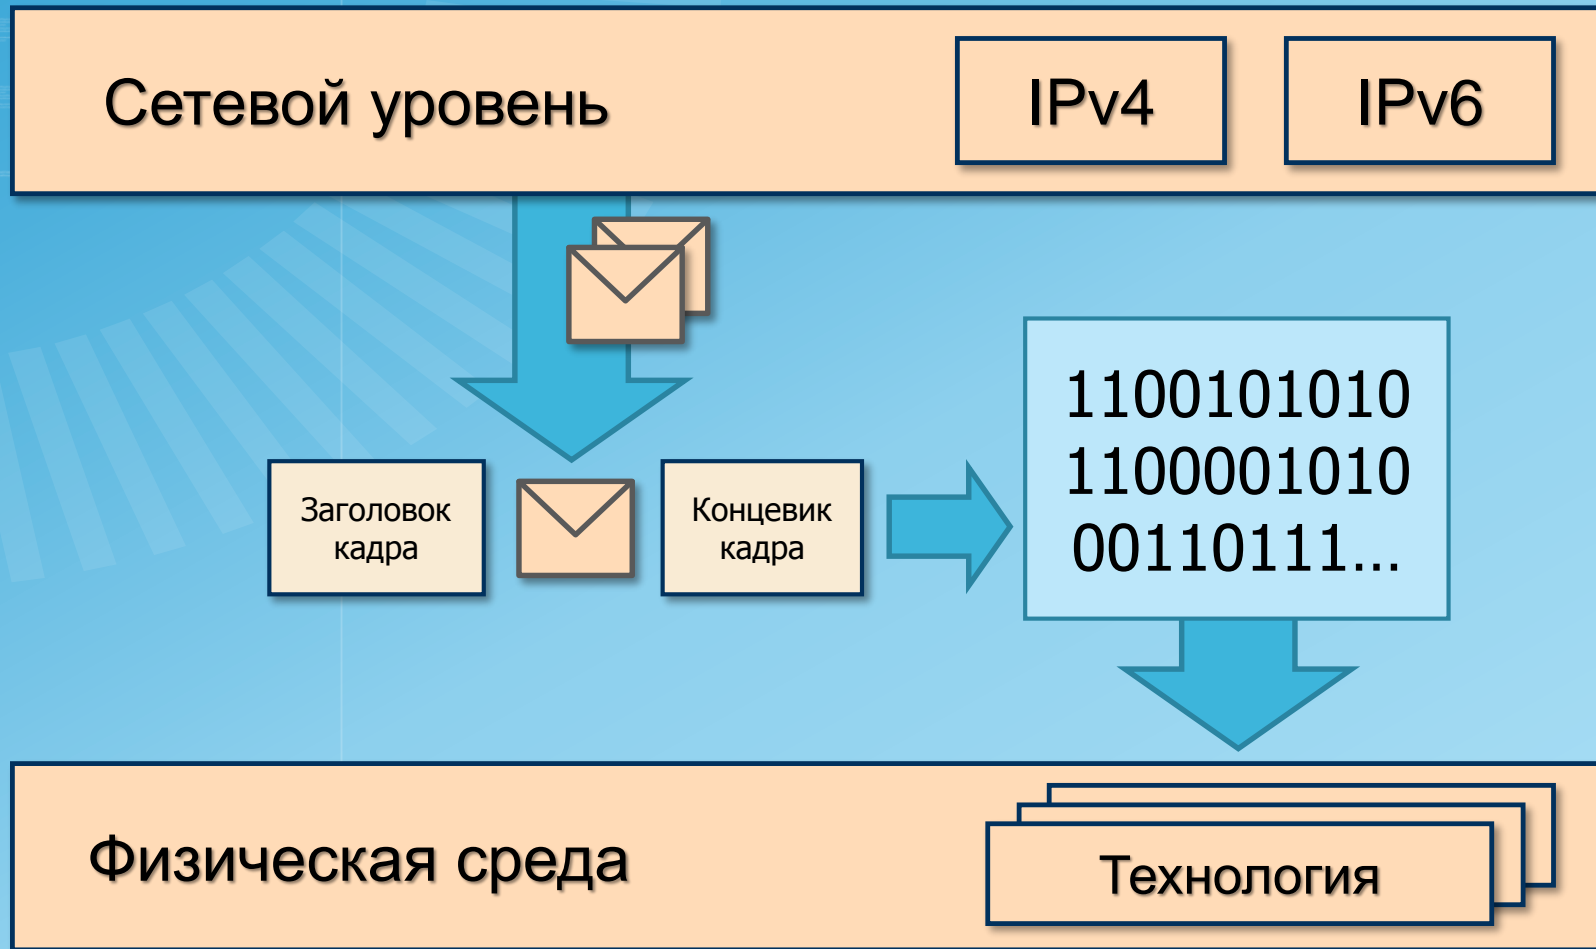 Сетевой уровень
IPv4
IPv6
Заголовок
кадра
Концевик
кадра
1100101010
1100001010
00110111...
Физическая среда
Технология